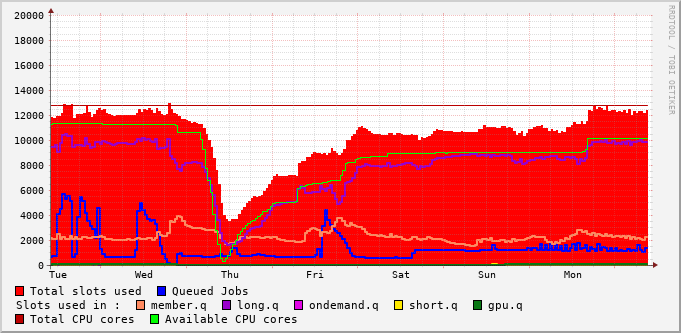 20000
18000
16000
14000
12000
10000
8000
6000
4000
2000
0
Tue Wed Thu Fri Sat Sun Mon
RRDTOOL / TOBI OETIKER
Total slots used Queued Jobs
Slots used in : member.q long.q ondemand.q short.q gpu.q
Total CPU cores Available CPU cores